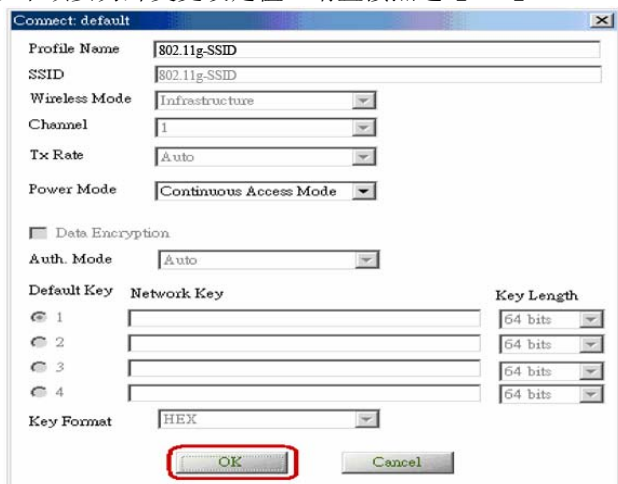 Connect: default
Profile Name 802.11g-SSID
SSID 802.11g-SSID
Wireless Mode Infrastructure
Channel 1
Tx Rate Auto
Power Mode Continuous Access Mode
Data Encryption
Auth. Mode Auto
Default Key Network Key Key Length
1 64 bits
2 64 bits
3 64 bits
4 64 bits
Key Format HEX
OK Cancel